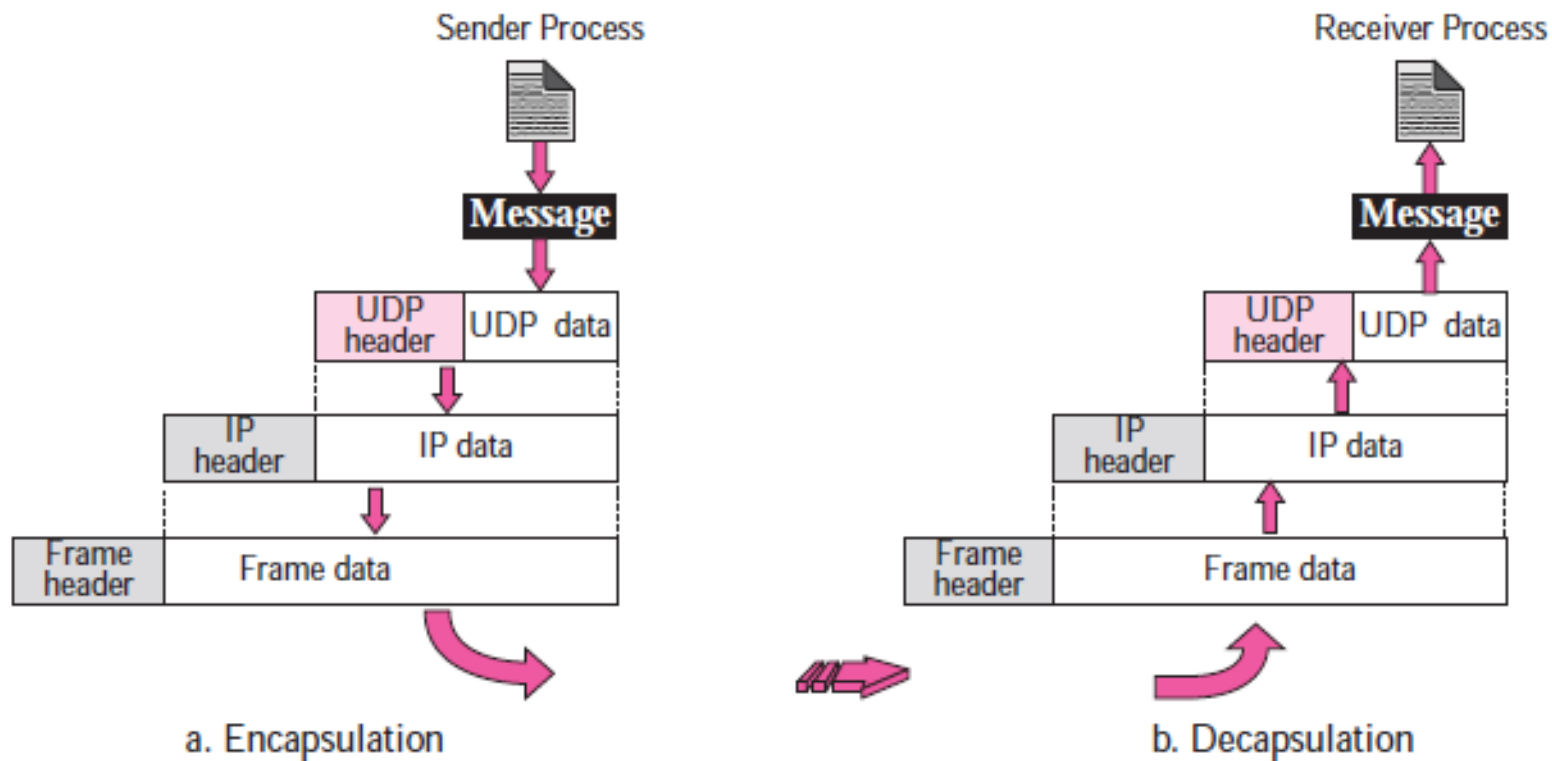 Sender Process
Receiver Process
Message
Message
UDP
header
UDP data
UDP
header
UDP data
IP
header
IP data
IP
header
IP data
Frame
header
Frame data
Frame
header
Frame data
a. Encapsulation
b. Decapsulation